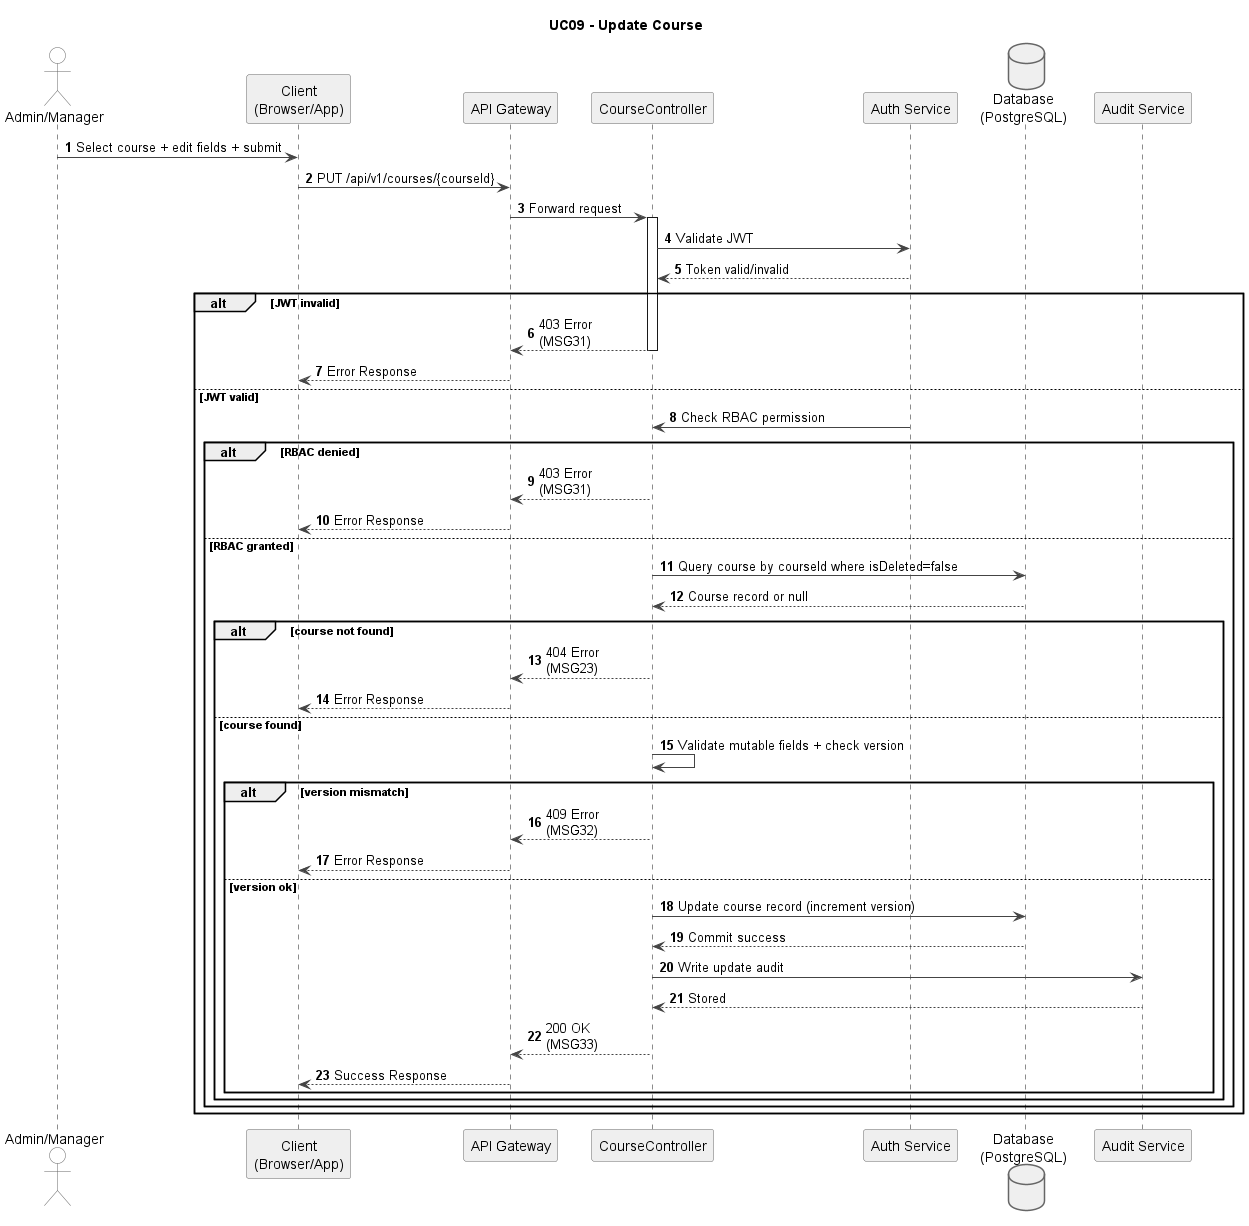 UC09 - Update Course
Admin/Manager
Client
(Browser/App)
API Gateway
CourseController
Auth Service
Database
(PostgreSQL)
Audit Service
1 Select course + edit fields + submit
2 PUT /api/v1/courses/{courseId}
3 Forward request
4 Validate JWT
5 Token valid/invalid
alt [JWT invalid]
6 403 Error
(MSG31)
7 Error Response
[JWT valid]
8 Check RBAC permission
alt [RBAC denied]
9 403 Error
(MSG31)
10 Error Response
[RBAC granted]
11 Query course by courseId where isDeleted=false
12 Course record or null
alt [course not found]
13 404 Error
(MSG23)
14 Error Response
[course found]
15 Validate mutable fields + check version
alt [version mismatch]
16 409 Error
(MSG32)
17 Error Response
[version ok]
18 Update course record (increment version)
19 Commit success
20 Write update audit
21 Stored
22 200 OK
(MSG33)
23 Success Response
Admin/Manager
Client
(Browser/App)
API Gateway
CourseController
Auth Service
Database
(PostgreSQL)
Audit Service